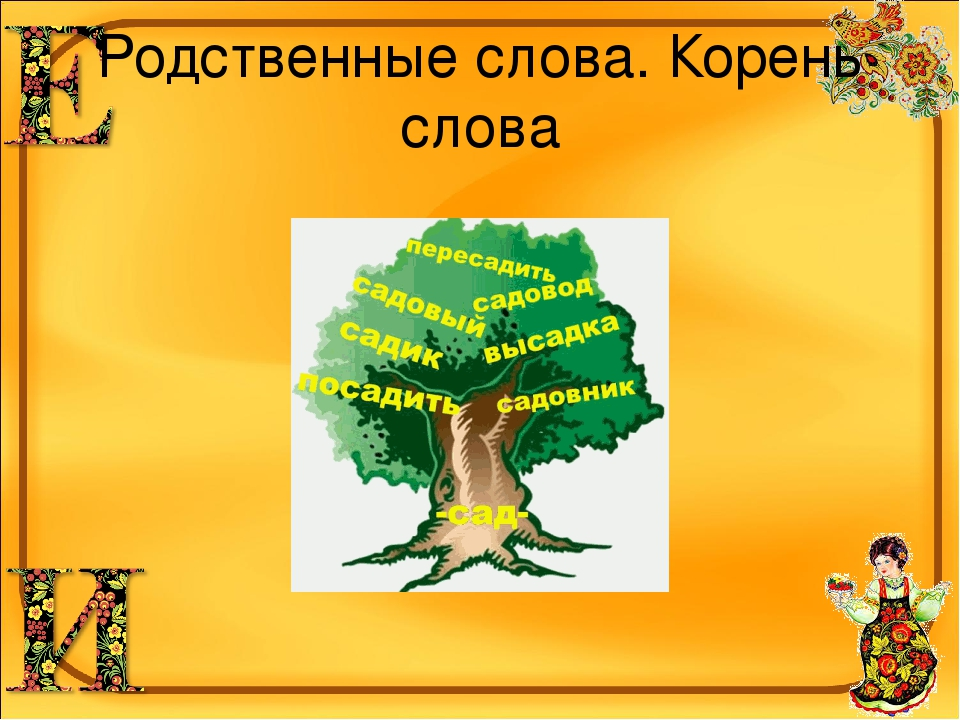 Родственные слова. Корень
слова
пересадить
садовый
садовод
садик
высадка
посадить
садовник
-сад-
Е
И